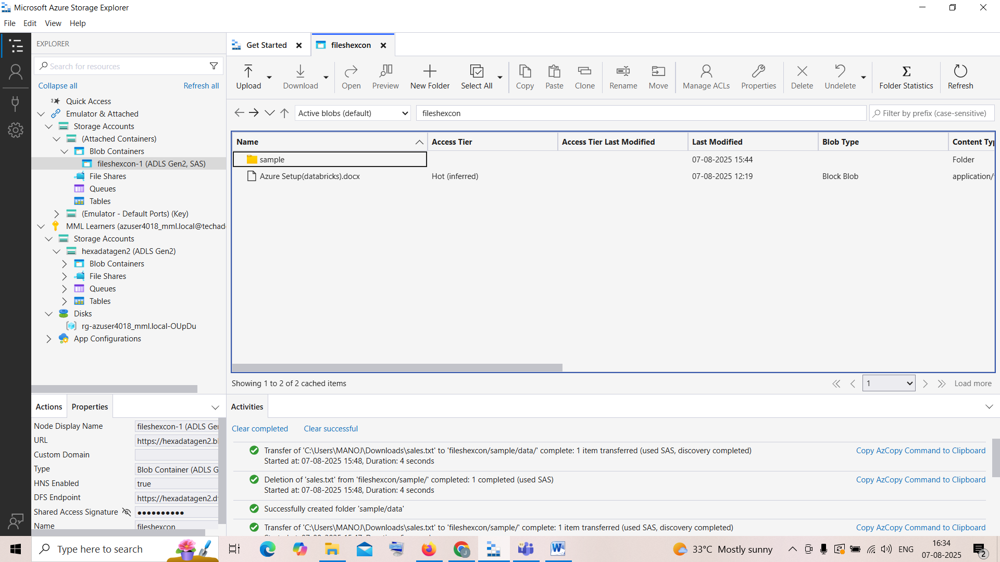 Microsoft Azure Storage Explorer
File Edit View Help
EXPLORER
Search for resources
Collapse all Refresh all
Quick Access
Emulator & Attached
Storage Accounts
(Attached Containers)
Blob Containers
fileshexcon-1 (ADLS Gen2, SAS)
File Shares
Queues
Tables
(Emulator - Default Ports) (Key)
MML Learners (azuser4018_mml.local@techad
Storage Accounts
hexadatagen2 (ADLS Gen2)
Blob Containers
File Shares
Queues
Tables
Disks
rg-azuser4018_mml.local-OUpDu
App Configurations
Actions Properties
Node Display Name fileshexcon-1 (ADLS Ge
URL https://hexadatagen2.b
Custom Domain
Type Blob Container (ADLS G
HNS Enabled true
DFS Endpoint https://hexadatagen2.d
Shared Access Signature ●●●●●●●●●●
Name fileshexcon
Get Started fileshexcon
Upload Download Open Preview New Folder Select All Copy Paste Clone Rename Move Manage ACLs Properties Delete Undelete Folder Statistics Refresh
Active blobs (default) fileshexcon Filter by prefix (case-sensitive)
Name Access Tier Access Tier Last Modified Last Modified Blob Type Content Ty
sample 07-08-2025 15:44 Folder
Azure Setup(databricks).docx Hot (inferred) 07-08-2025 12:19 Block Blob application/
Showing 1 to 2 of 2 cached items 1 Load more
Activities
Clear completed Clear successful
Transfer of 'C:\Users\MANOJ\Downloads\sales.txt' to 'fileshexcon/sample/data/' complete: 1 item transferred (used SAS, discovery completed) Copy AzCopy Command to Clipboard
Started at: 07-08-2025 15:48, Duration: 4 seconds
Deletion of 'sales.txt' from 'fileshexcon/sample/' completed: 1 completed (used SAS) Copy AzCopy Command to Clipboard
Started at: 07-08-2025 15:48, Duration: 4 seconds
Successfully created folder 'sample/data'
Transfer of 'C:\Users\MANOJ\Downloads\sales.txt' to 'fileshexcon/sample/' complete: 1 item transferred (used SAS, discovery completed) Copy AzCopy Command to Clipboard
Type here to search
33°C Mostly sunny ENG 16:34
07-08-2025 2